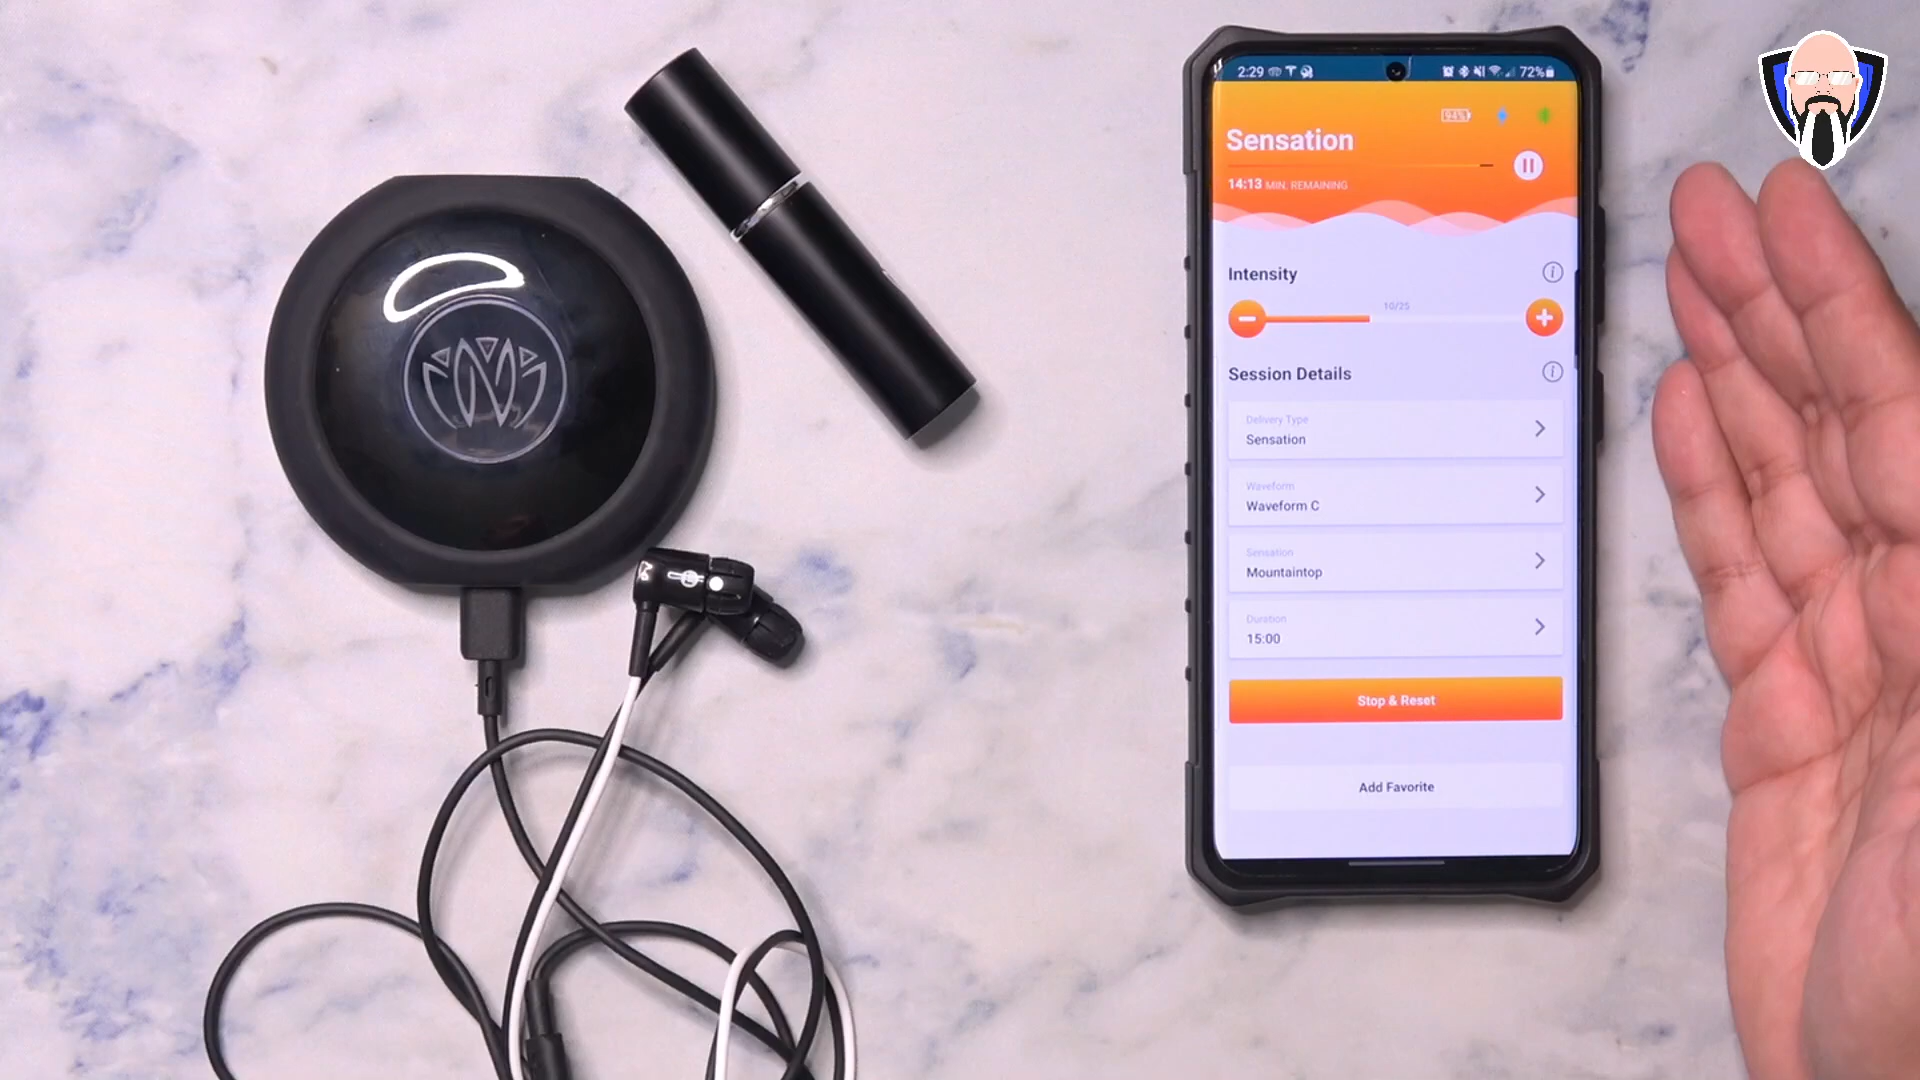 2:29
72%
94%
Sensation
14:13 MIN. REMAINING
Intensity
10/25
Session Details
Delivery Type
Sensation
Waveform
Waveform C
Sensation
Mountaintop
Duration
15:00
Stop & Reset
Add Favorite